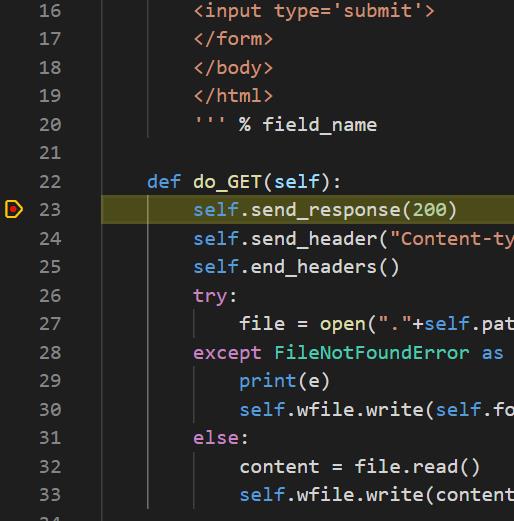 16 <input type='submit'>
17 </form>
18 </body>
19 </html>
20 ''' % field_name
21
22 def do_GET(self):
23 self.send_response(200)
24 self.send_header("Content-ty
25 self.end_headers()
26 try:
27 file = open("."+self.pat
28 except FileNotFoundError as
29 print(e)
30 self.wfile.write(self.fo
31 else:
32 content = file.read()
33 self.wfile.write(content